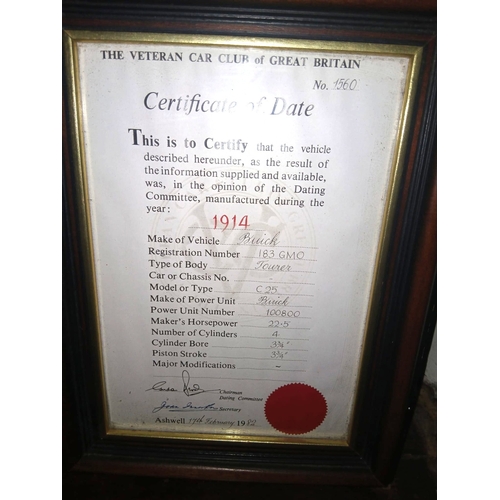 THE VETERAN CAR CLUB of GREAT BRITAIN
No. 1560
Certificate of Date
This is to Certify that the vehicle
described hereunder, as the result of
the information supplied and available,
was, in the opinion of the Dating
Committee, manufactured during the
year:
1914
Make of Vehicle Buick
Registration Number 183 GMO
Type of Body Tourer
Car or Chassis No. -
Model or Type C 25
Make of Power Unit Buick
Power Unit Number 100800
Maker's Horsepower 22·5
Number of Cylinders 4
Cylinder Bore 3¾"
Piston Stroke 3¾"
Major Modifications -
Chairman
Dating Committee
Secretary
Ashwell 17th February 1982